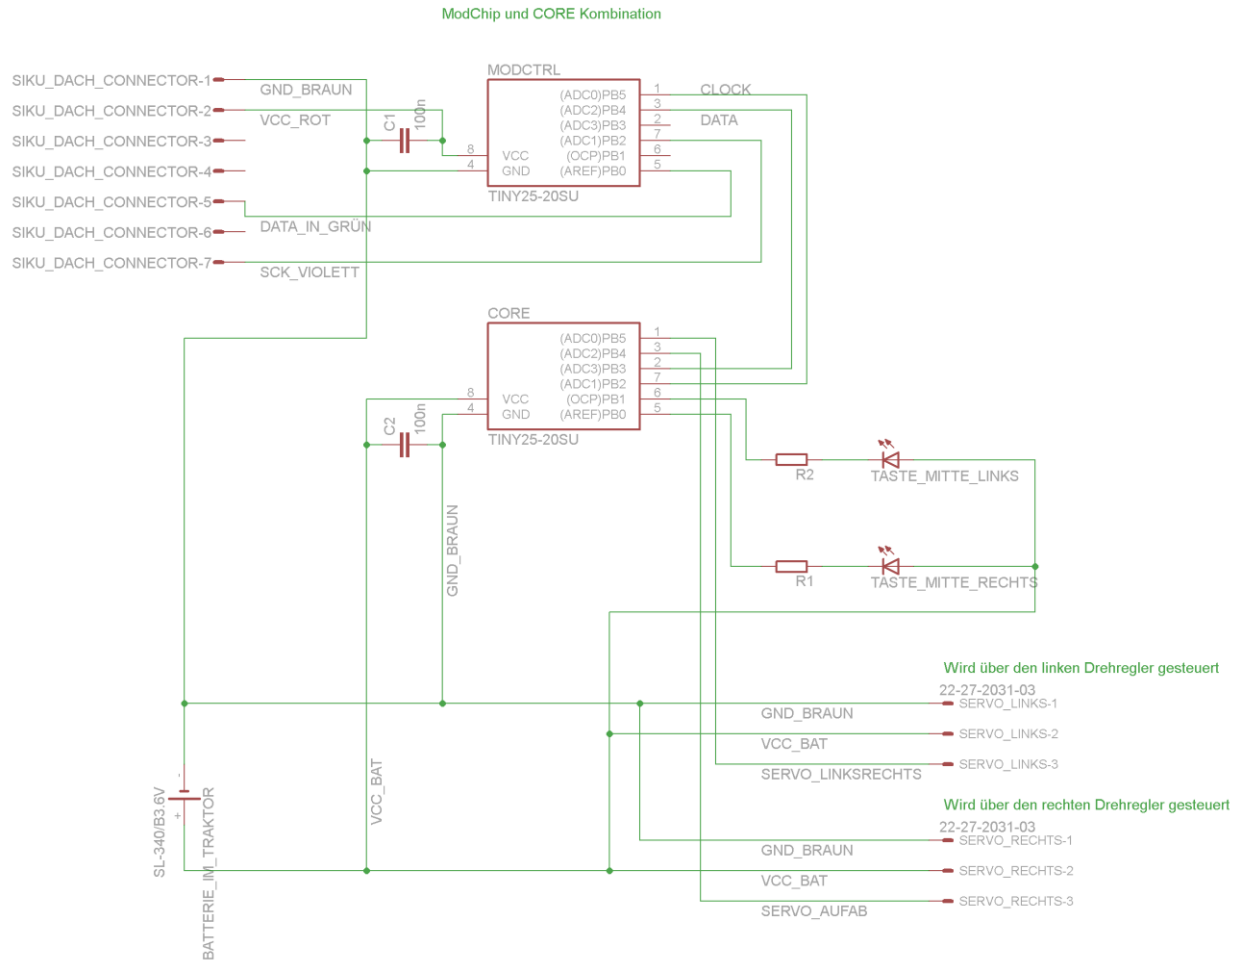 ModChip und CORE Kombination
SIKU_DACH_CONNECTOR-1
GND_BRAUN
SIKU_DACH_CONNECTOR-2
VCC_ROT
SIKU_DACH_CONNECTOR-3
SIKU_DACH_CONNECTOR-4
SIKU_DACH_CONNECTOR-5
DATA_IN_GRÜN
SIKU_DACH_CONNECTOR-6
SIKU_DACH_CONNECTOR-7
SCK_VIOLETT
C1
100n
MODCTRL
8 VCC
4 GND
(ADC0)PB5 1
(ADC2)PB4 3
(ADC3)PB3 2
(ADC1)PB2 7
(OCP)PB1 6
(AREF)PB0 5
TINY25-20SU
CLOCK
DATA
CORE
8 VCC
4 GND
(ADC0)PB5 1
(ADC2)PB4 3
(ADC3)PB3 2
(ADC1)PB2 7
(OCP)PB1 6
(AREF)PB0 5
TINY25-20SU
C2
100n
GND_BRAUN
R2
TASTE_MITTE_LINKS
R1
TASTE_MITTE_RECHTS
Wird über den linken Drehregler gesteuert
22-27-2031-03
SERVO_LINKS-1
GND_BRAUN
SERVO_LINKS-2
VCC_BAT
SERVO_LINKS-3
SERVO_LINKSRECHTS
Wird über den rechten Drehregler gesteuert
22-27-2031-03
SERVO_RECHTS-1
GND_BRAUN
SERVO_RECHTS-2
VCC_BAT
SERVO_RECHTS-3
SERVO_AUFAB
VCC_BAT
-
+
SL-340/B3.6V
BATTERIE_IM_TRAKTOR